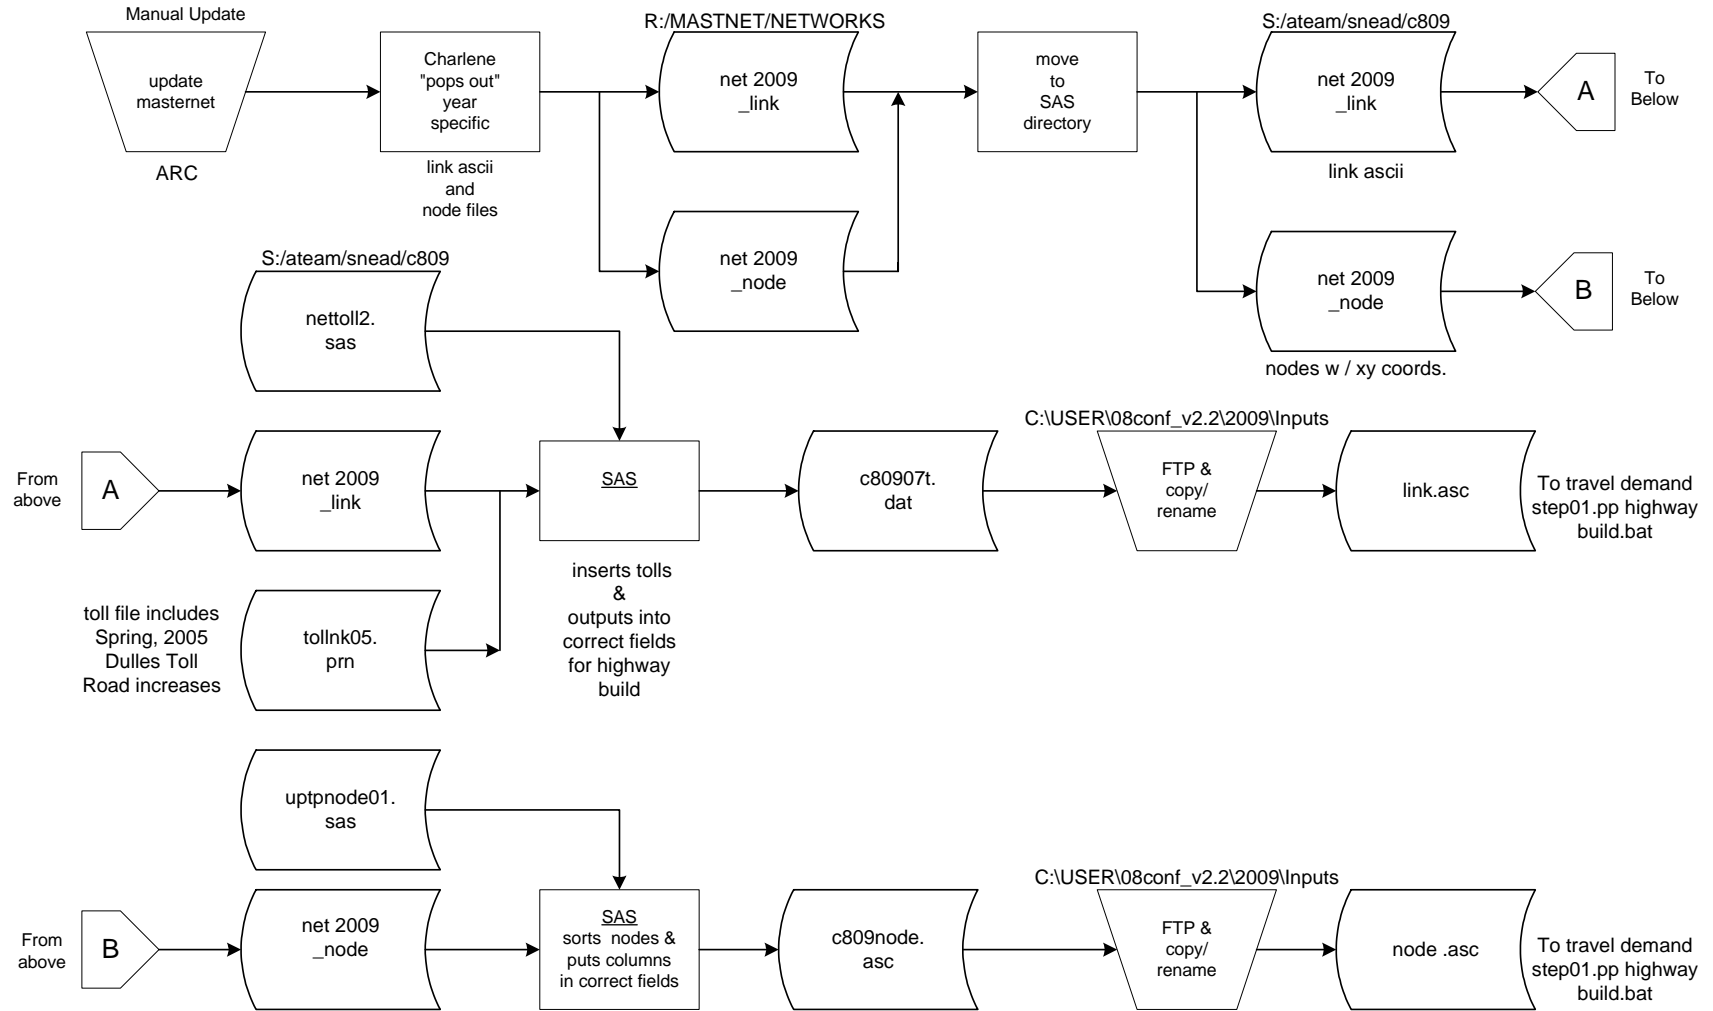 Manual Update
update
masternet
ARC
Charlene
"pops out"
year
specific
link ascii
and
node files
R:/MASTNET/NETWORKS
net 2009
_link
net 2009
_node
move
to
SAS
directory
S:/ateam/snead/c809
net 2009
_link
link ascii
A
To
Below
net 2009
_node
nodes w / xy coords.
B
To
Below
S:/ateam/snead/c809
nettoll2.
sas
From
above
A
net 2009
_link
toll file includes
Spring, 2005
Dulles Toll
Road increases
tollnk05.
prn
SAS
inserts tolls
&
outputs into
correct fields
for highway
build
c80907t.
dat
C:\USER\08conf_v2.2\2009\Inputs
FTP &
copy/
rename
link.asc
To travel demand
step01.pp highway
build.bat
uptpnode01.
sas
From
above
B
net 2009
_node
SAS
sorts nodes &
puts columns
in correct fields
c809node.
asc
C:\USER\08conf_v2.2\2009\Inputs
FTP &
copy/
rename
node .asc
To travel demand
step01.pp highway
build.bat